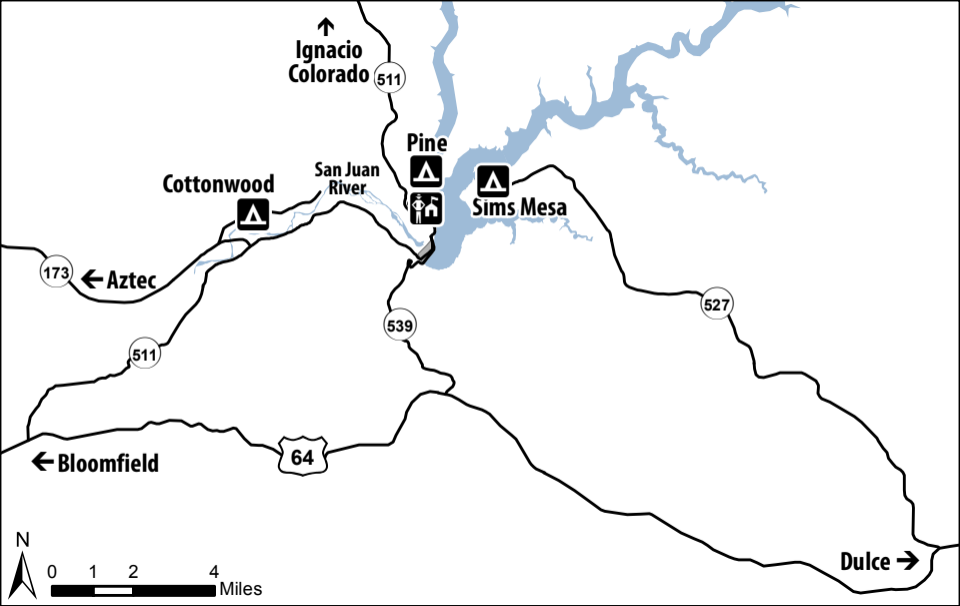 Ignacio
Colorado
511
Pine
San Juan
River
Cottonwood
Sims Mesa
173
Aztec
527
539
511
64
Bloomfield
Dulce
N
0 1 2 4
Miles